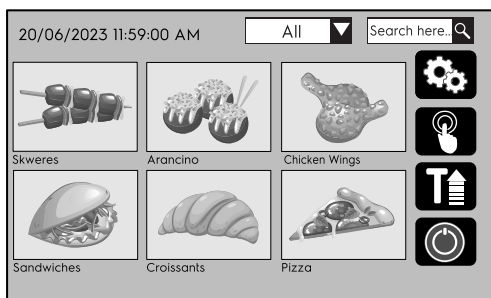 20/06/2023 11:59:00 AM
All
Search here..
Skweres
Arancino
Chicken Wings
T
Sandwiches
Croissants
Pizza